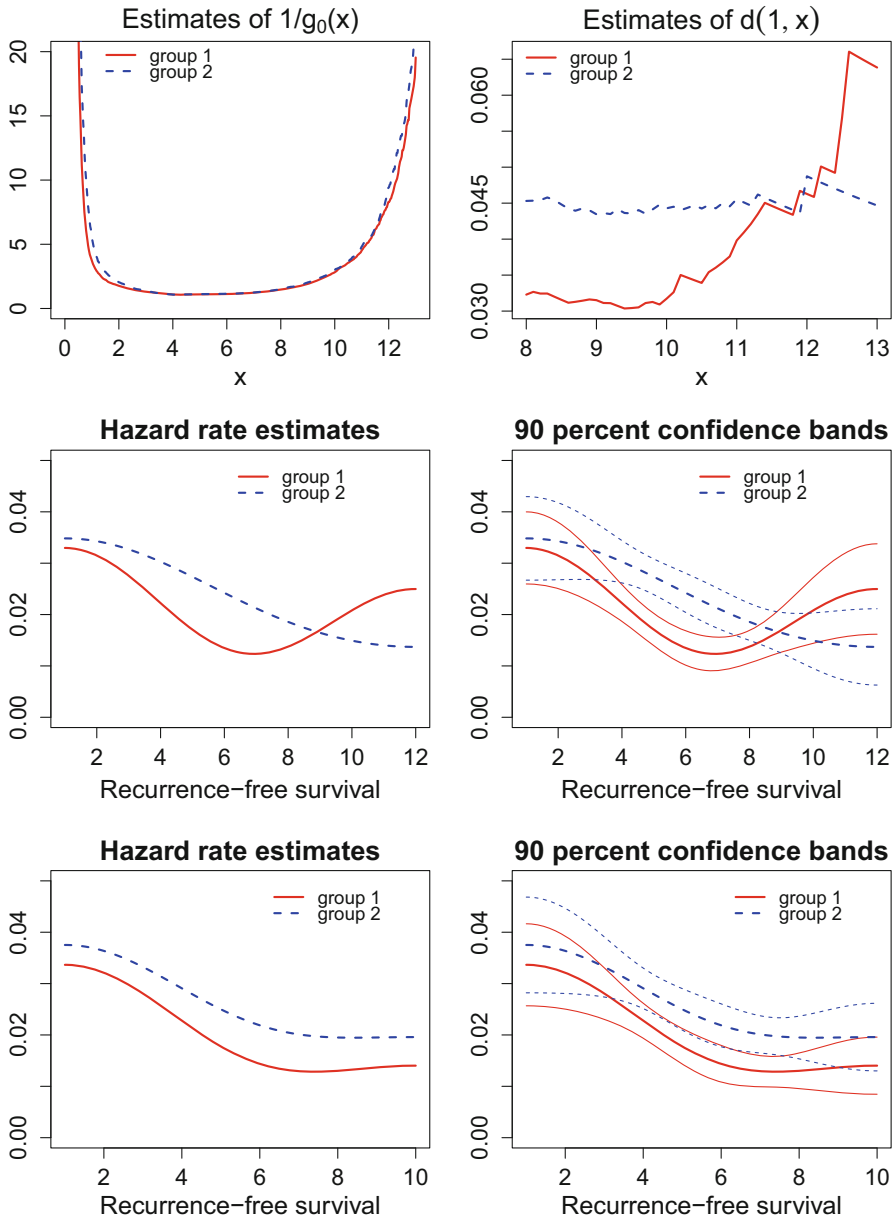 Estimates of 1/g₀(x)
group 1
group 2
0 5 10 15 20
0 2 4 6 8 10 12
x
Estimates of d(1, x)
group 1
group 2
0.030 0.045 0.060
8 9 10 11 12 13
x
Hazard rate estimates
group 1
group 2
0.00 0.02 0.04
2 4 6 8 10 12
Recurrence−free survival
90 percent confidence bands
group 1
group 2
0.00 0.02 0.04
2 4 6 8 10 12
Recurrence−free survival
Hazard rate estimates
group 1
group 2
0.00 0.02 0.04
2 4 6 8 10
Recurrence−free survival
90 percent confidence bands
group 1
group 2
0.00 0.02 0.04
2 4 6 8 10
Recurrence−free survival